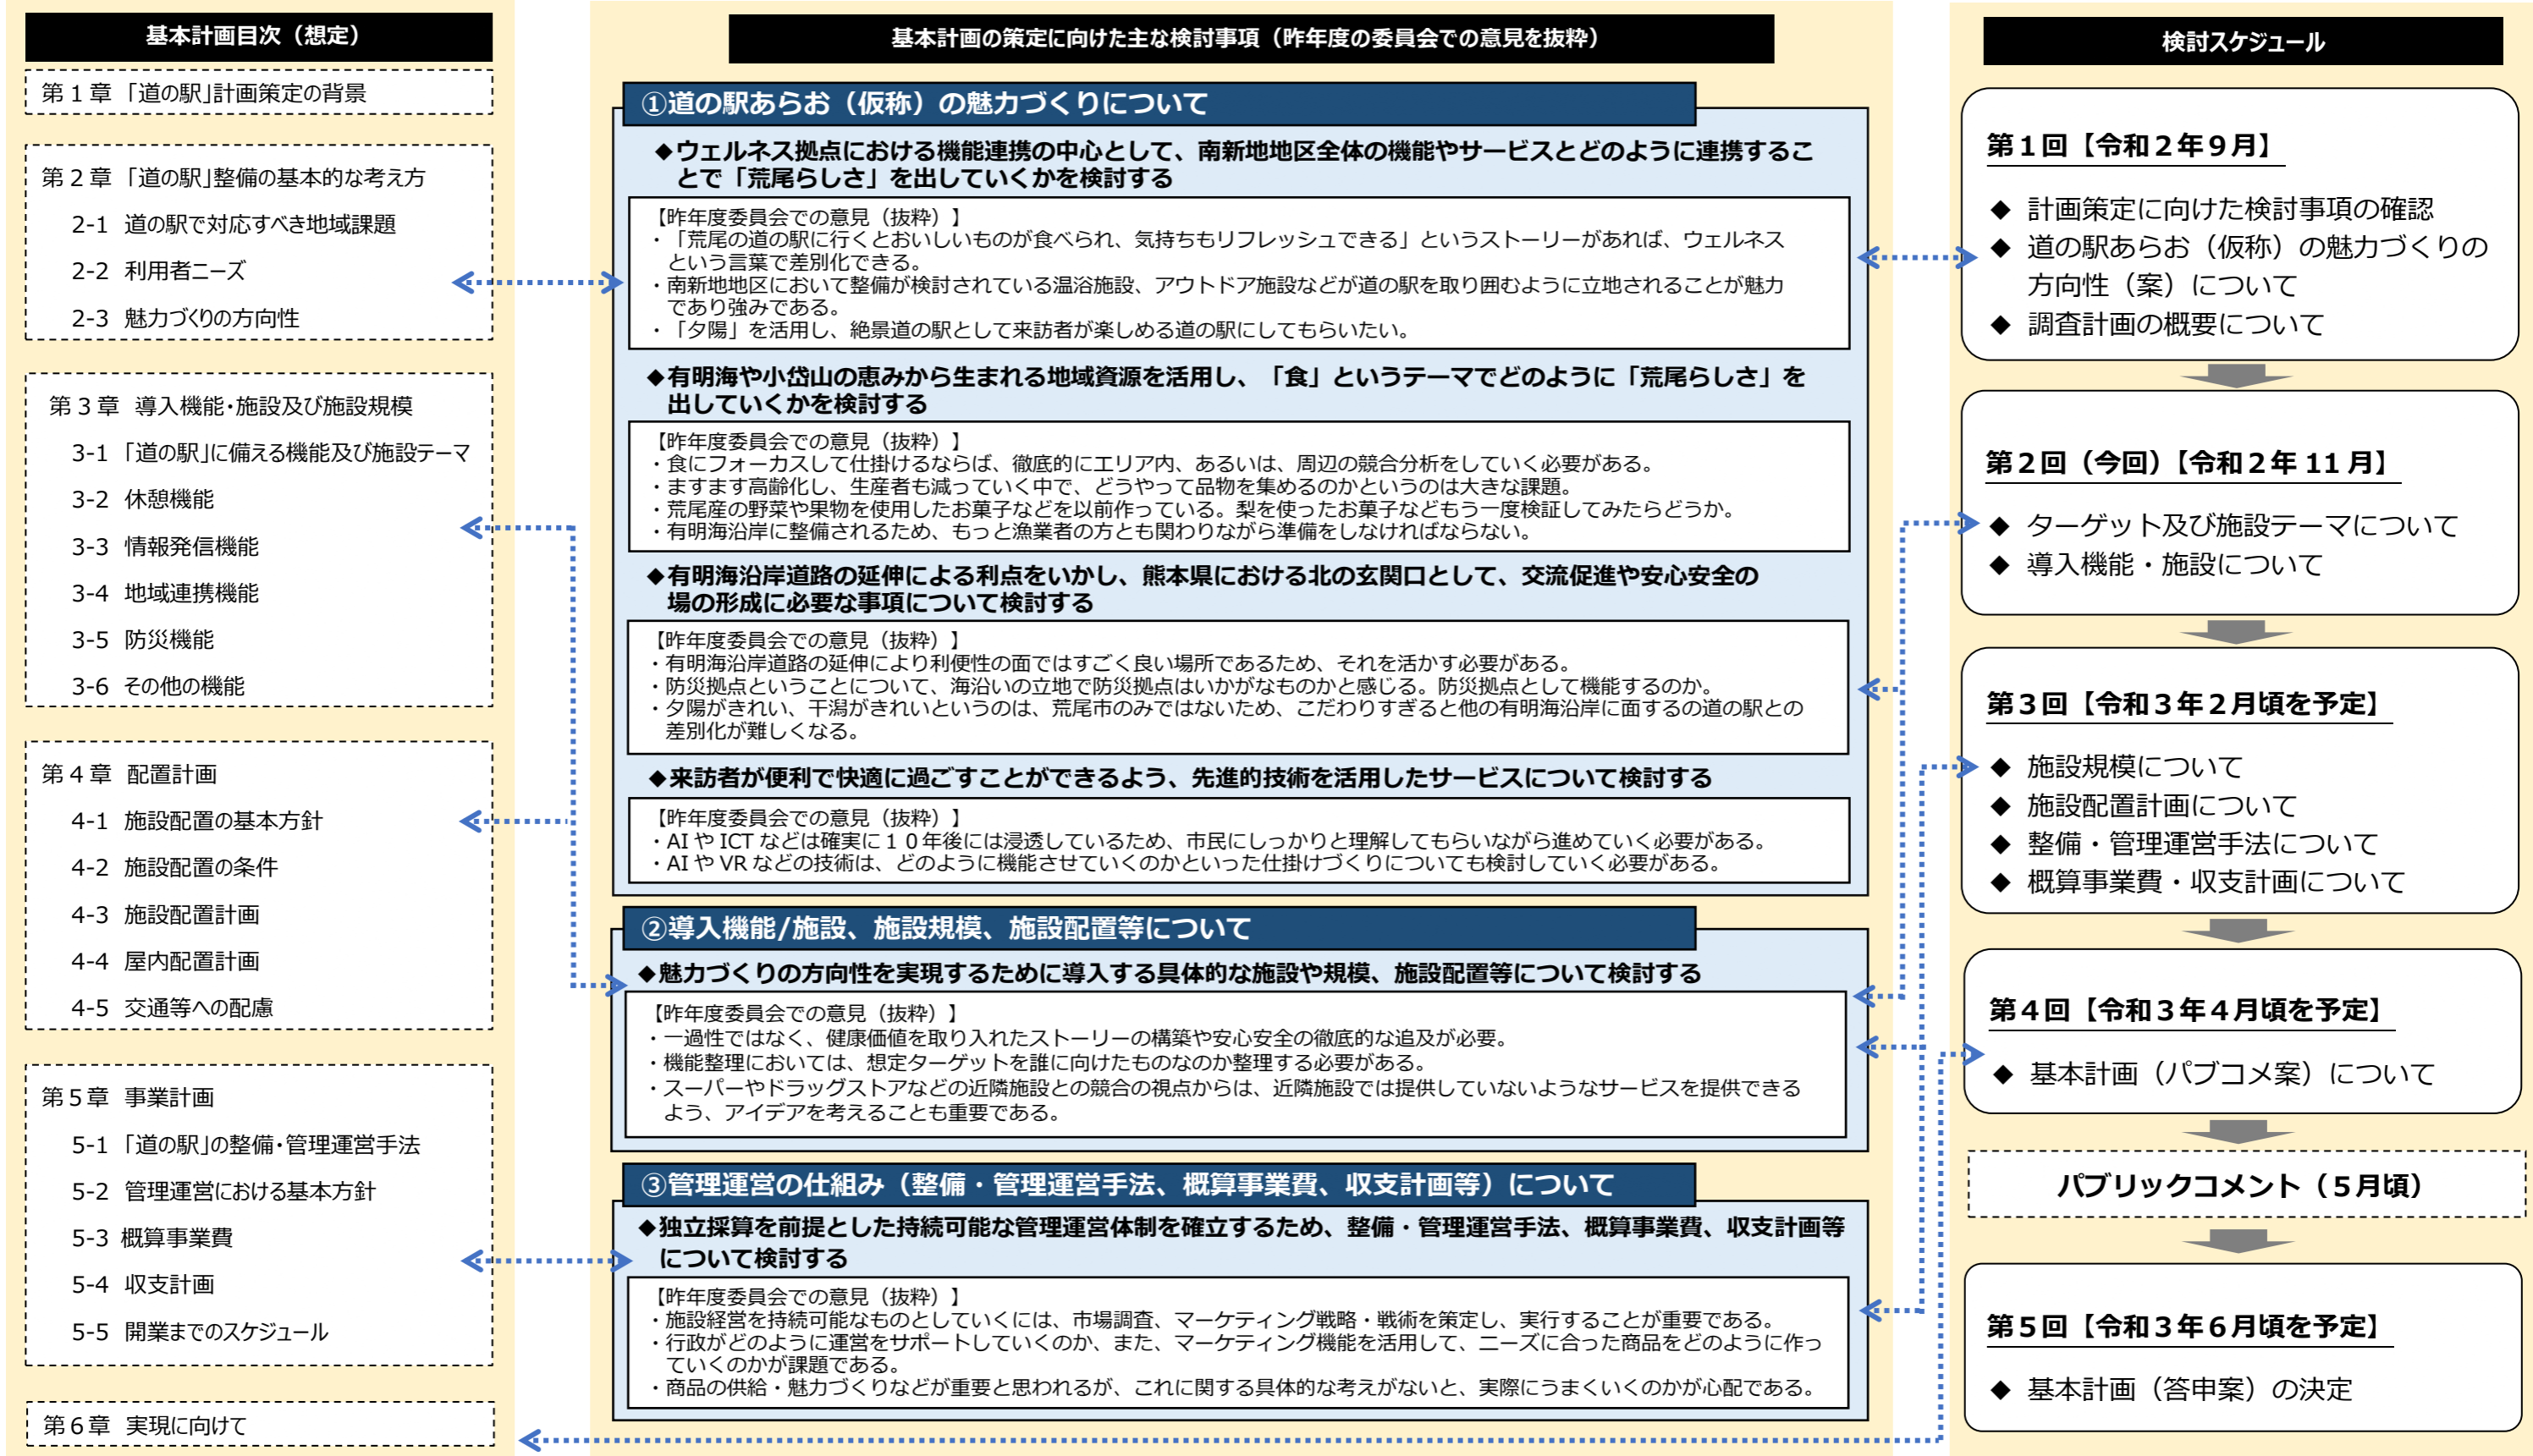 基本計画目次（想定）
第１章「道の駅」計画策定の背景
第２章「道の駅」整備の基本的な考え方
2-1 道の駅で対応すべき地域課題
2-2 利用者ニーズ
2-3 魅力づくりの方向性
第３章 導入機能・施設及び施設規模
3-1 「道の駅」に備える機能及び施設テーマ
3-2 休憩機能
3-3 情報発信機能
3-4 地域連携機能
3-5 防災機能
3-6 その他の機能
第４章 配置計画
4-1 施設配置の基本方針
4-2 施設配置の条件
4-3 施設配置計画
4-4 屋内配置計画
4-5 交通等への配慮
第５章 事業計画
5-1 「道の駅」の整備・管理運営手法
5-2 管理運営における基本方針
5-3 概算事業費
5-4 収支計画
5-5 開業までのスケジュール
第６章 実現に向けて
基本計画の策定に向けた主な検討事項（昨年度の委員会での意見を抜粋）
①道の駅あらお（仮称）の魅力づくりについて
◆ウェルネス拠点における機能連携の中心として、南新地地区全体の機能やサービスとどのように連携するこ
とで「荒尾らしさ」を出していくかを検討する
【昨年度委員会での意見（抜粋）】
・「荒尾の道の駅に行くとおいしいものが食べられ、気持ちもリフレッシュできる」というストーリーがあれば、ウェルネス
という言葉で差別化できる。
・南新地地区において整備が検討されている温浴施設、アウトドア施設などが道の駅を取り囲むように立地されることが魅力
であり強みである。
・「夕陽」を活用し、絶景道の駅として来訪者が楽しめる道の駅にしてもらいたい。
◆有明海や小岱山の恵みから生まれる地域資源を活用し、「食」というテーマでどのように「荒尾らしさ」を
出していくかを検討する
【昨年度委員会での意見（抜粋）】
・食にフォーカスして仕掛けるならば、徹底的にエリア内、あるいは、周辺の競合分析をしていく必要がある。
・ますます高齢化し、生産者も減っていく中で、どうやって品物を集めるのかというのは大きな課題。
・荒尾産の野菜や果物を使用したお菓子などを以前作っている。梨を使ったお菓子などもう一度検証してみたらどうか。
・有明海沿岸に整備されるため、もっと漁業者の方とも関わりながら準備をしなければならない。
◆有明海沿岸道路の延伸による利点をいかし、熊本県における北の玄関口として、交流促進や安心安全の
場の形成に必要な事項について検討する
【昨年度委員会での意見（抜粋）】
・有明海沿岸道路の延伸により利便性の面ではすごく良い場所であるため、それを活かす必要がある。
・防災拠点ということについて、海沿いの立地で防災拠点はいかがなものかと感じる。防災拠点として機能するのか。
・夕陽がきれい、干潟がきれいというのは、荒尾市のみではないため、こだわりすぎると他の有明海沿岸に面するの道の駅との
差別化が難しくなる。
◆来訪者が便利で快適に過ごすことができるよう、先進的技術を活用したサービスについて検討する
【昨年度委員会での意見（抜粋）】
・AI や ICT などは確実に１０年後には浸透しているため、市民にしっかりと理解してもらいながら進めていく必要がある。
・AI や VR などの技術は、どのように機能させていくのかといった仕掛けづくりについても検討していく必要がある。
②導入機能/施設、施設規模、施設配置等について
◆魅力づくりの方向性を実現するために導入する具体的な施設や規模、施設配置等について検討する
【昨年度委員会での意見（抜粋）】
・一過性ではなく、健康価値を取り入れたストーリーの構築や安心安全の徹底的な追及が必要。
・機能整理においては、想定ターゲットを誰に向けたものなのか整理する必要がある。
・スーパーやドラッグストアなどの近隣施設との競合の視点からは、近隣施設では提供していないようなサービスを提供できる
よう、アイデアを考えることも重要である。
③管理運営の仕組み（整備・管理運営手法、概算事業費、収支計画等）について
◆独立採算を前提とした持続可能な管理運営体制を確立するため、整備・管理運営手法、概算事業費、収支計画等
について検討する
【昨年度委員会での意見（抜粋）】
・施設経営を持続可能なものとしていくには、市場調査、マーケティング戦略・戦術を策定し、実行することが重要である。
・行政がどのように運営をサポートしていくのか、また、マーケティング機能を活用して、ニーズに合った商品をどのように作っ
ていくのかが課題である。
・商品の供給・魅力づくりなどが重要と思われるが、これに関する具体的な考えがないと、実際にうまくいくのかが心配である。
検討スケジュール
第１回【令和２年９月】
◆ 計画策定に向けた検討事項の確認
◆ 道の駅あらお（仮称）の魅力づくりの
方向性（案）について
◆ 調査計画の概要について
第２回（今回）【令和２年 11 月】
◆ ターゲット及び施設テーマについて
◆ 導入機能・施設について
第３回【令和３年２月頃を予定】
◆ 施設規模について
◆ 施設配置計画について
◆ 整備・管理運営手法について
◆ 概算事業費・収支計画について
第４回【令和３年４月頃を予定】
◆ 基本計画（パブコメ案）について
パブリックコメント（５月頃）
第５回【令和３年６月頃を予定】
◆ 基本計画（答申案）の決定